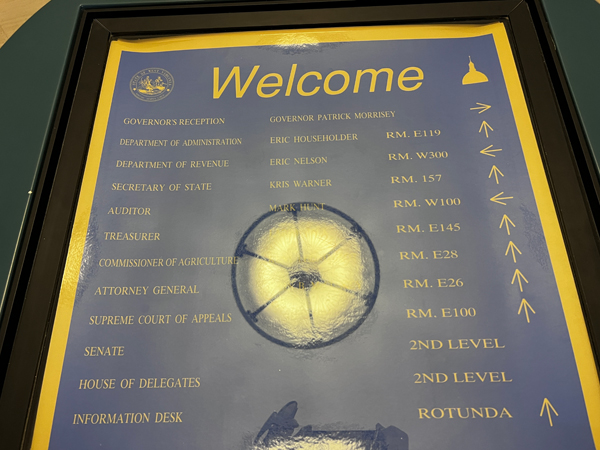 Welcome
GOVERNOR'S RECEPTION GOVERNOR PATRICK MORRISEY
DEPARTMENT OF ADMINISTRATION ERIC HOUSEHOLDER RM. E119
DEPARTMENT OF REVENUE ERIC NELSON RM. W300
SECRETARY OF STATE KRIS WARNER RM. 157
AUDITOR MARK HUNT RM. W100
TREASURER RM. E145
COMMISSIONER OF AGRICULTURE RM. E28
ATTORNEY GENERAL RM. E26
SUPREME COURT OF APPEALS RM. E100
SENATE 2ND LEVEL
HOUSE OF DELEGATES 2ND LEVEL
INFORMATION DESK ROTUNDA